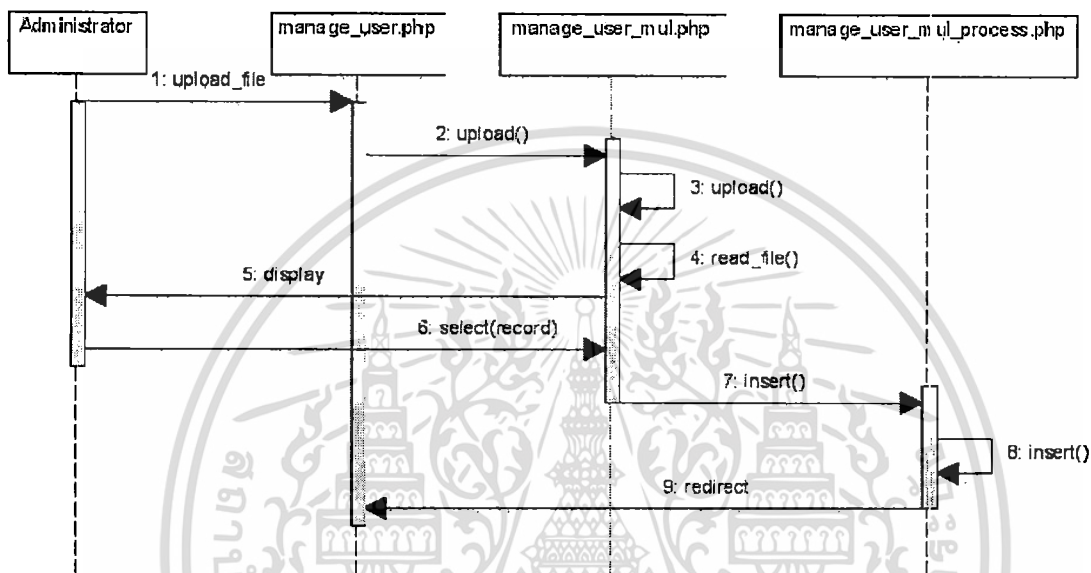 Administrator
manage_user.php
manage_user_mul.php
manage_user_mul_process.php
1: upload_file
2: upload()
3: upload()
4: read_file()
5: display
6: select(record)
7: insert()
8: insert()
9: redirect